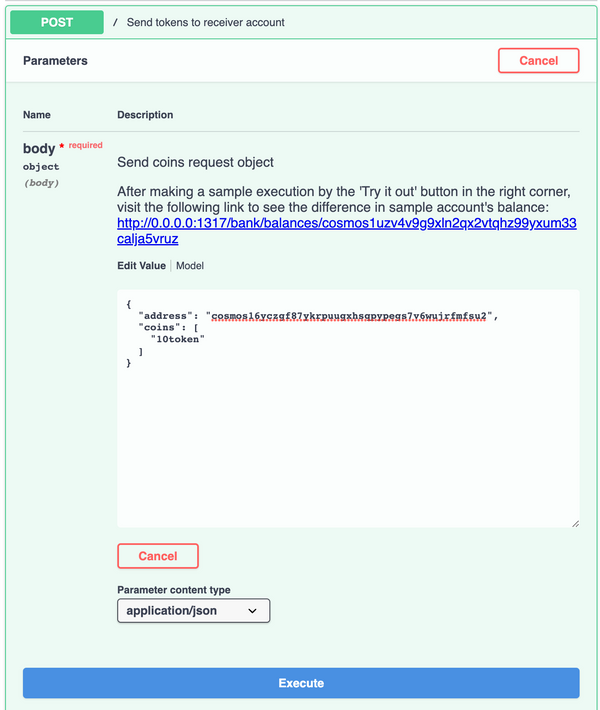 POST / Send tokens to receiver account
Parameters
Cancel
Name Description
body * required
object
(body)
Send coins request object
After making a sample execution by the 'Try it out' button in the right corner,
visit the following link to see the difference in sample account's balance:
http://0.0.0.0:1317/bank/balances/cosmos1uzv4v9g9xln2qx2vtqhz99yxum33
calja5vruz
Edit Value | Model
{
"address": "cosmos16yczgf87ykrpuugxhsqpypegs7v6wujrfmfsu2",
"coins": [
"10token"
]
}
Cancel
Parameter content type
application/json
Execute